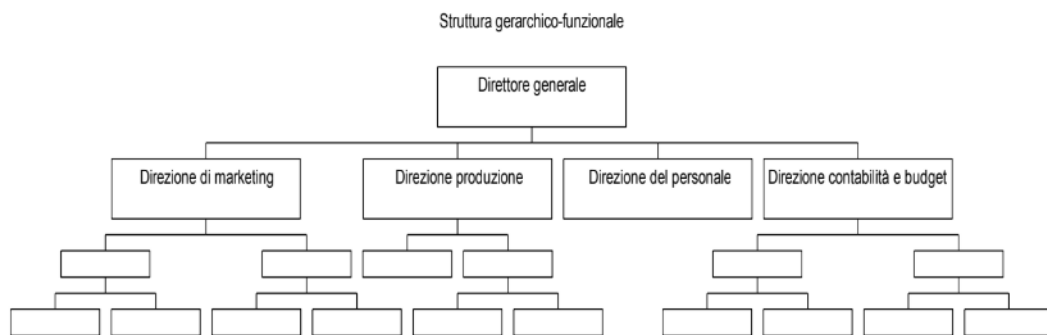 Struttura gerarchico-funzionale
Direttore generale
Direzione di marketing
Direzione produzione
Direzione del personale
Direzione contabilità e budget